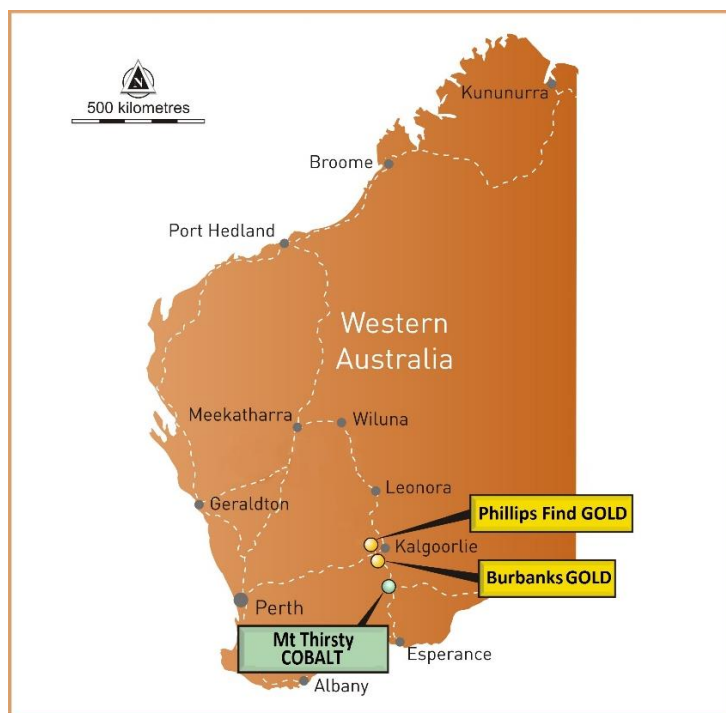 N
500 kilometres
Kununurra
Broome
Port Hedland
Western
Australia
Meekatharra
Wiluna
Leonora
Geraldton
Phillips Find GOLD
Kalgoorlie
Burbanks GOLD
Perth
Mt Thirsty
COBALT
Esperance
Albany